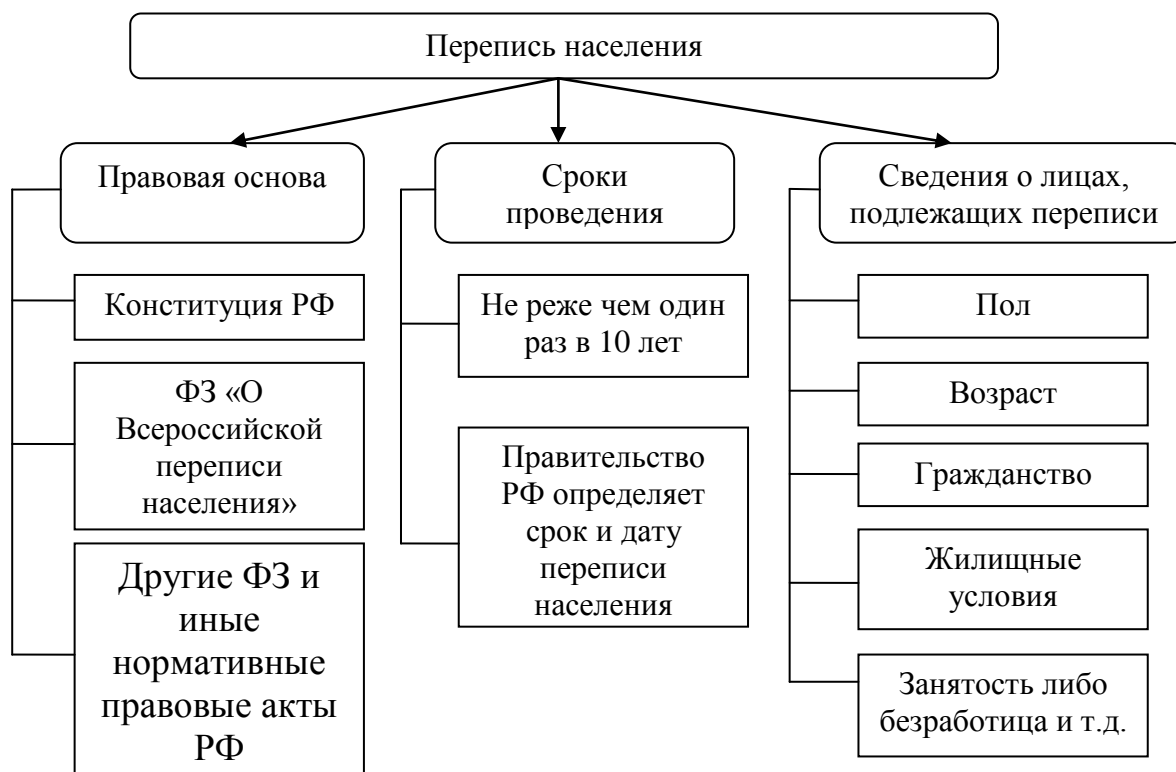 Перепись населения
Правовая основа
Конституция РФ
ФЗ «О
Всероссийской
переписи
населения»
Другие ФЗ и
иные
нормативные
правовые акты
РФ
Сроки
проведения
Не реже чем один
раз в 10 лет
Правительство
РФ определяет
срок и дату
переписи
населения
Сведения о лицах,
подлежащих переписи
Пол
Возраст
Гражданство
Жилищные
условия
Занятость либо
безработица и т.д.